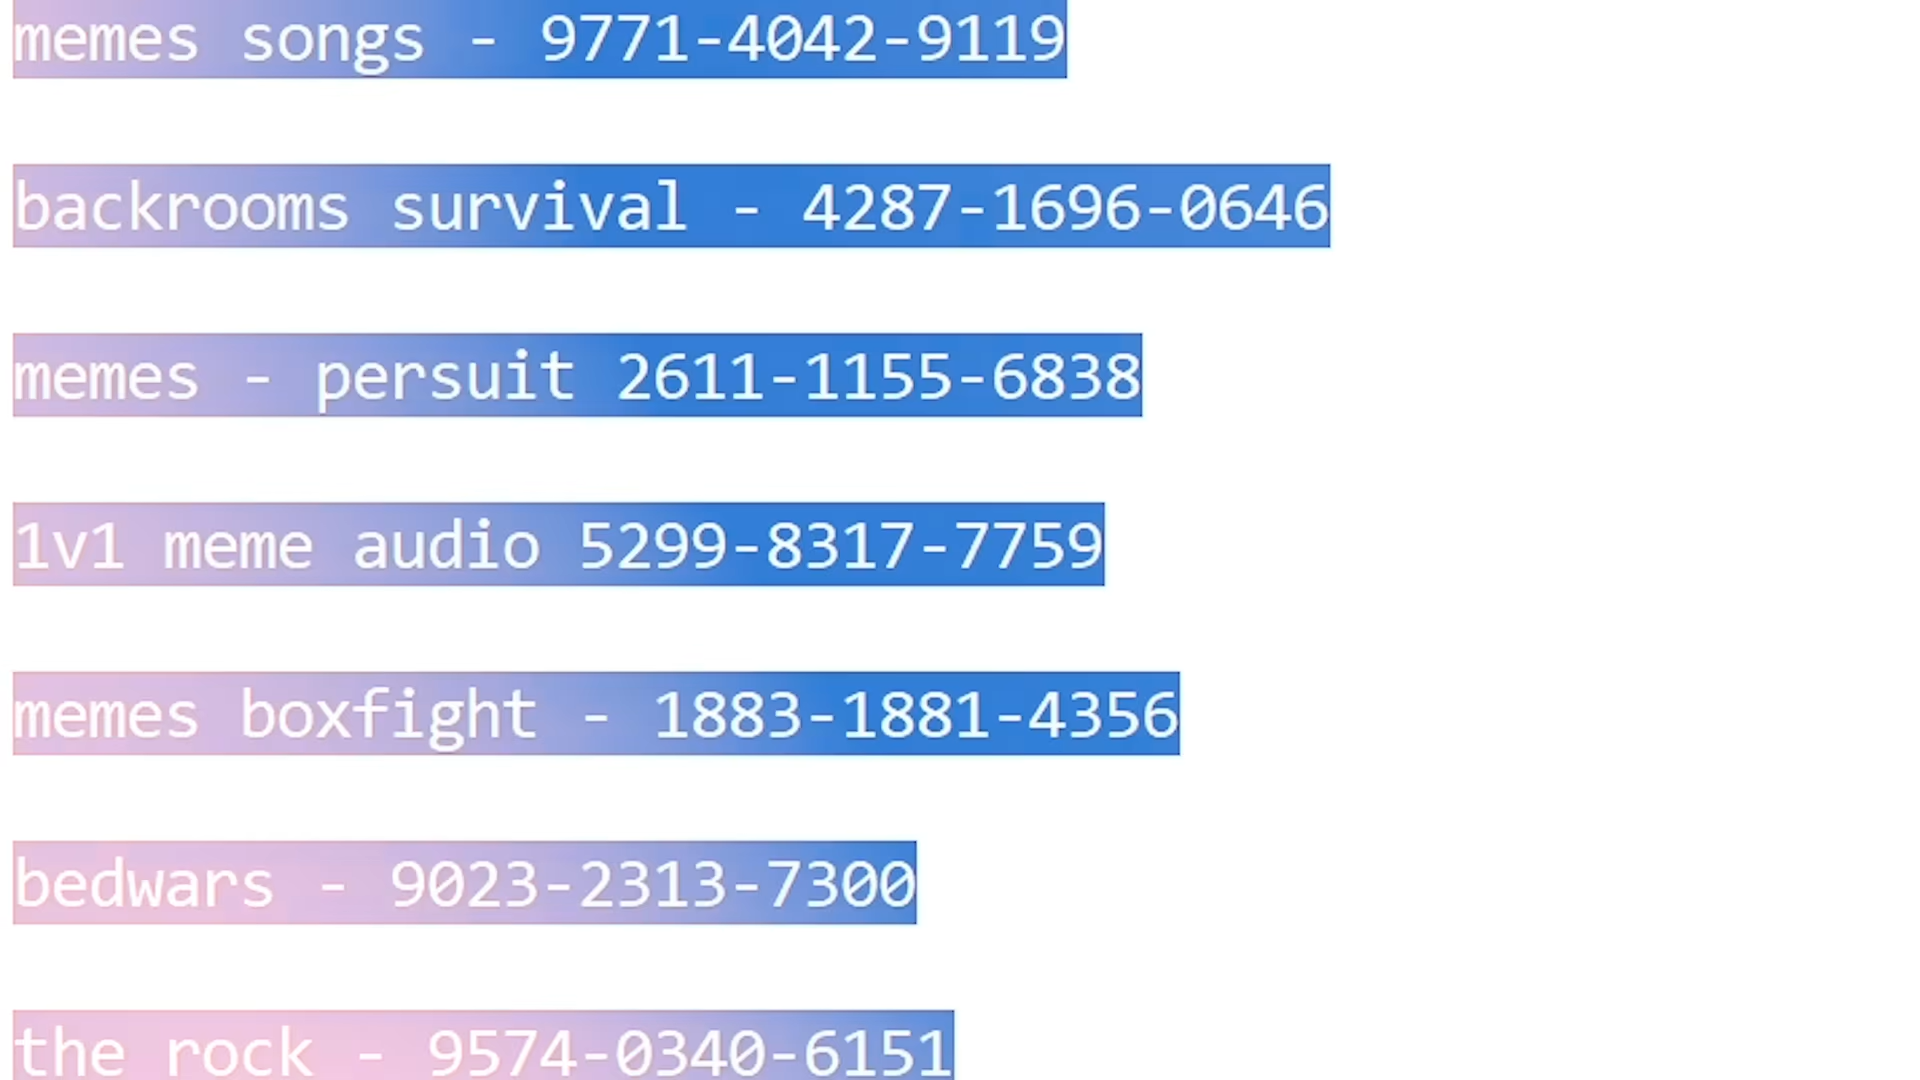 memes songs - 9771-4042-9119
backrooms survival - 4287-1696-0646
memes - persuit 2611-1155-6838
1v1 meme audio 5299-8317-7759
memes boxfight - 1883-1881-4356
bedwars - 9023-2313-7300
the rock - 9574-0340-6151